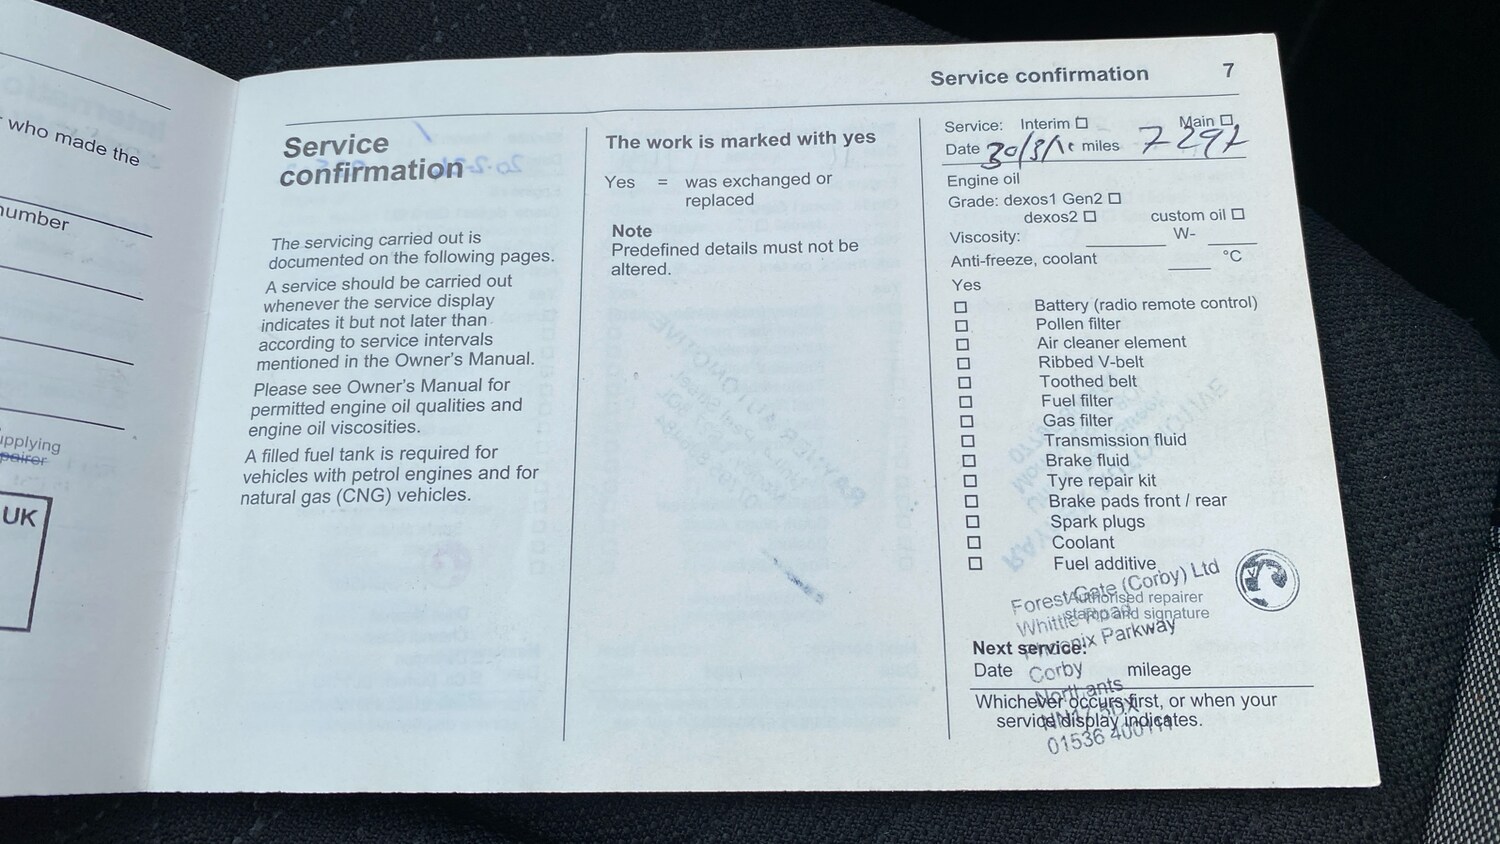 who made the
number
upplying
repairer
UK
Service confirmation 7
Service
confirmation
The servicing carried out is
documented on the following pages.
A service should be carried out
whenever the service display
indicates it but not later than
according to service intervals
mentioned in the Owner's Manual.
Please see Owner's Manual for
permitted engine oil qualities and
engine oil viscosities.
A filled fuel tank is required for
vehicles with petrol engines and for
natural gas (CNG) vehicles.
The work is marked with yes
Yes = was exchanged or
replaced
Note
Predefined details must not be
altered.
Service: Interim Main
Date miles
Engine oil
Grade: dexos1 Gen2
dexos2 custom oil
Viscosity: W-
Anti-freeze, coolant °C
Yes
Battery (radio remote control)
Pollen filter
Air cleaner element
Ribbed V-belt
Toothed belt
Fuel filter
Gas filter
Transmission fluid
Brake fluid
Tyre repair kit
Brake pads front / rear
Spark plugs
Coolant
Fuel additive
Forest Gate (Corby) Ltd
Authorised repairer
stamp and signature
Whittle Road
Phoenix Parkway
Next service:
Date Corby mileage
Northants
Whichever occurs first, or when your
service display indicates.
01536